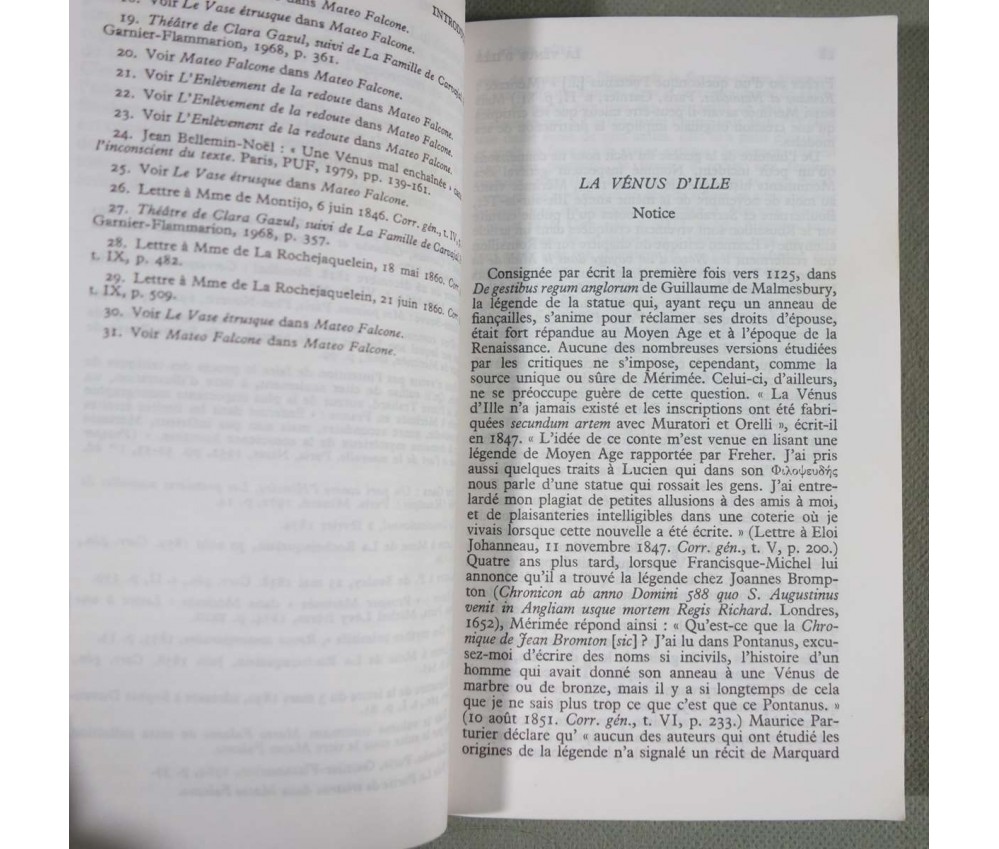 INTRODU
Voir Le Vase étrusque dans Mateo Falcone.
19. Théâtre de Clara Gazul, suivi de La Famille de Carvajal
Garnier-Flammarion, 1968, p. 361.
20. Voir Mateo Falcone dans Mateo Falcone.
21. Voir L'Enlèvement de la redoute dans Mateo Falcone.
22. Voir L'Enlèvement de la redoute dans Mateo Falcone.
23. Voir L'Enlèvement de la redoute dans Mateo Falcone.
24. Jean Bellemin-Noël : « Une Vénus mal enchaînée »,
l'inconscient du texte. Paris, PUF, 1979, pp. 139-161.
25. Voir Le Vase étrusque dans Mateo Falcone.
26. Lettre à Mme de Montijo, 6 juin 1846. Corr. gén., t. IV,
27. Théâtre de Clara Gazul, suivi de La Famille de Carvajal
Garnier-Flammarion, 1968, p. 357.
28. Lettre à Mme de La Rochejaquelein, 18 mai 1860. Corr. gén.,
t. IX, p. 482.
29. Lettre à Mme de La Rochejaquelein, 21 juin 1860.
t. IX, p. 509.
30. Voir Le Vase étrusque dans Mateo Falcone.
31. Voir Mateo Falcone dans Mateo Falcone.
LA VÉNUS D'ILLE
Notice
Consignée par écrit la première fois vers 1125, dans
De gestibus regum anglorum de Guillaume de Malmesbury,
la légende de la statue qui, ayant reçu un anneau de
fiançailles, s'anime pour réclamer ses droits d'épouse,
était fort répandue au Moyen Age et à l'époque de la
Renaissance. Aucune des nombreuses versions étudiées
par les critiques ne s'impose, cependant, comme la
source unique ou sûre de Mérimée. Celui-ci, d'ailleurs,
ne se préoccupe guère de cette question. « La Vénus
d'Ille n'a jamais existé et les inscriptions ont été fabri-
quées secundum artem avec Muratori et Orelli », écrit-il
en 1847. « L'idée de ce conte m'est venue en lisant une
légende de Moyen Age rapportée par Freher. J'ai pris
aussi quelques traits à Lucien qui dans son Φιλοψευδής
nous parle d'une statue qui rossait les gens. J'ai entre-
lardé mon plagiat de petites allusions à des amis à moi,
et de plaisanteries intelligibles dans une coterie où je
vivais lorsque cette nouvelle a été écrite. » (Lettre à Eloi
Johanneau, 11 novembre 1847. Corr. gén., t. V, p. 200.)
Quatre ans plus tard, lorsque Francisque-Michel lui
annonce qu'il a trouvé la légende chez Joannes Bromp-
ton (Chronicon ab anno Domini 588 quo S. Augustinus
venit in Angliam usque mortem Regis Richard. Londres,
1652), Mérimée répond ainsi : « Qu'est-ce que la Chro-
nique de Jean Bromton [sic] ? J'ai lu dans Pontanus, excu-
sez-moi d'écrire des noms si incivils, l'histoire d'un
homme qui avait donné son anneau à une Vénus de
marbre ou de bronze, mais il y a si longtemps de cela
que je ne sais plus trop ce que c'est que ce Pontanus. »
(10 août 1851. Corr. gén., t. VI, p. 233.) Maurice Par-
turier déclare qu' « aucun des auteurs qui ont étudié les
origines de la légende n'a signalé un récit de Marquard